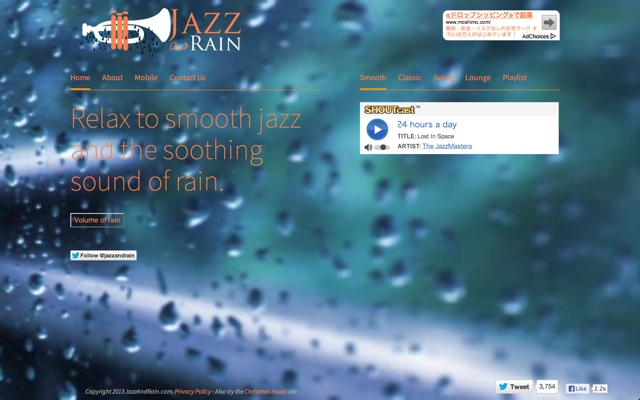 JAZZ
RAIN
≪ドロップシッピング≫で副業
www.moshimo.com/
AdChoices
Home About Mobile Contact Us
Smooth Classic Swing Lounge Playlist
Relax to smooth jazz
and the soothing
sound of rain.
SHOUTcast™
24 hours a day
TITLE: Lost In Space
ARTIST: The JazzMasters
Volume of rain
Follow @jazzandrain
Copyright 2013 JazzAndRain.com. Privacy Policy - Also try the Christmas music site
Tweet 3,754 Like 2.2k